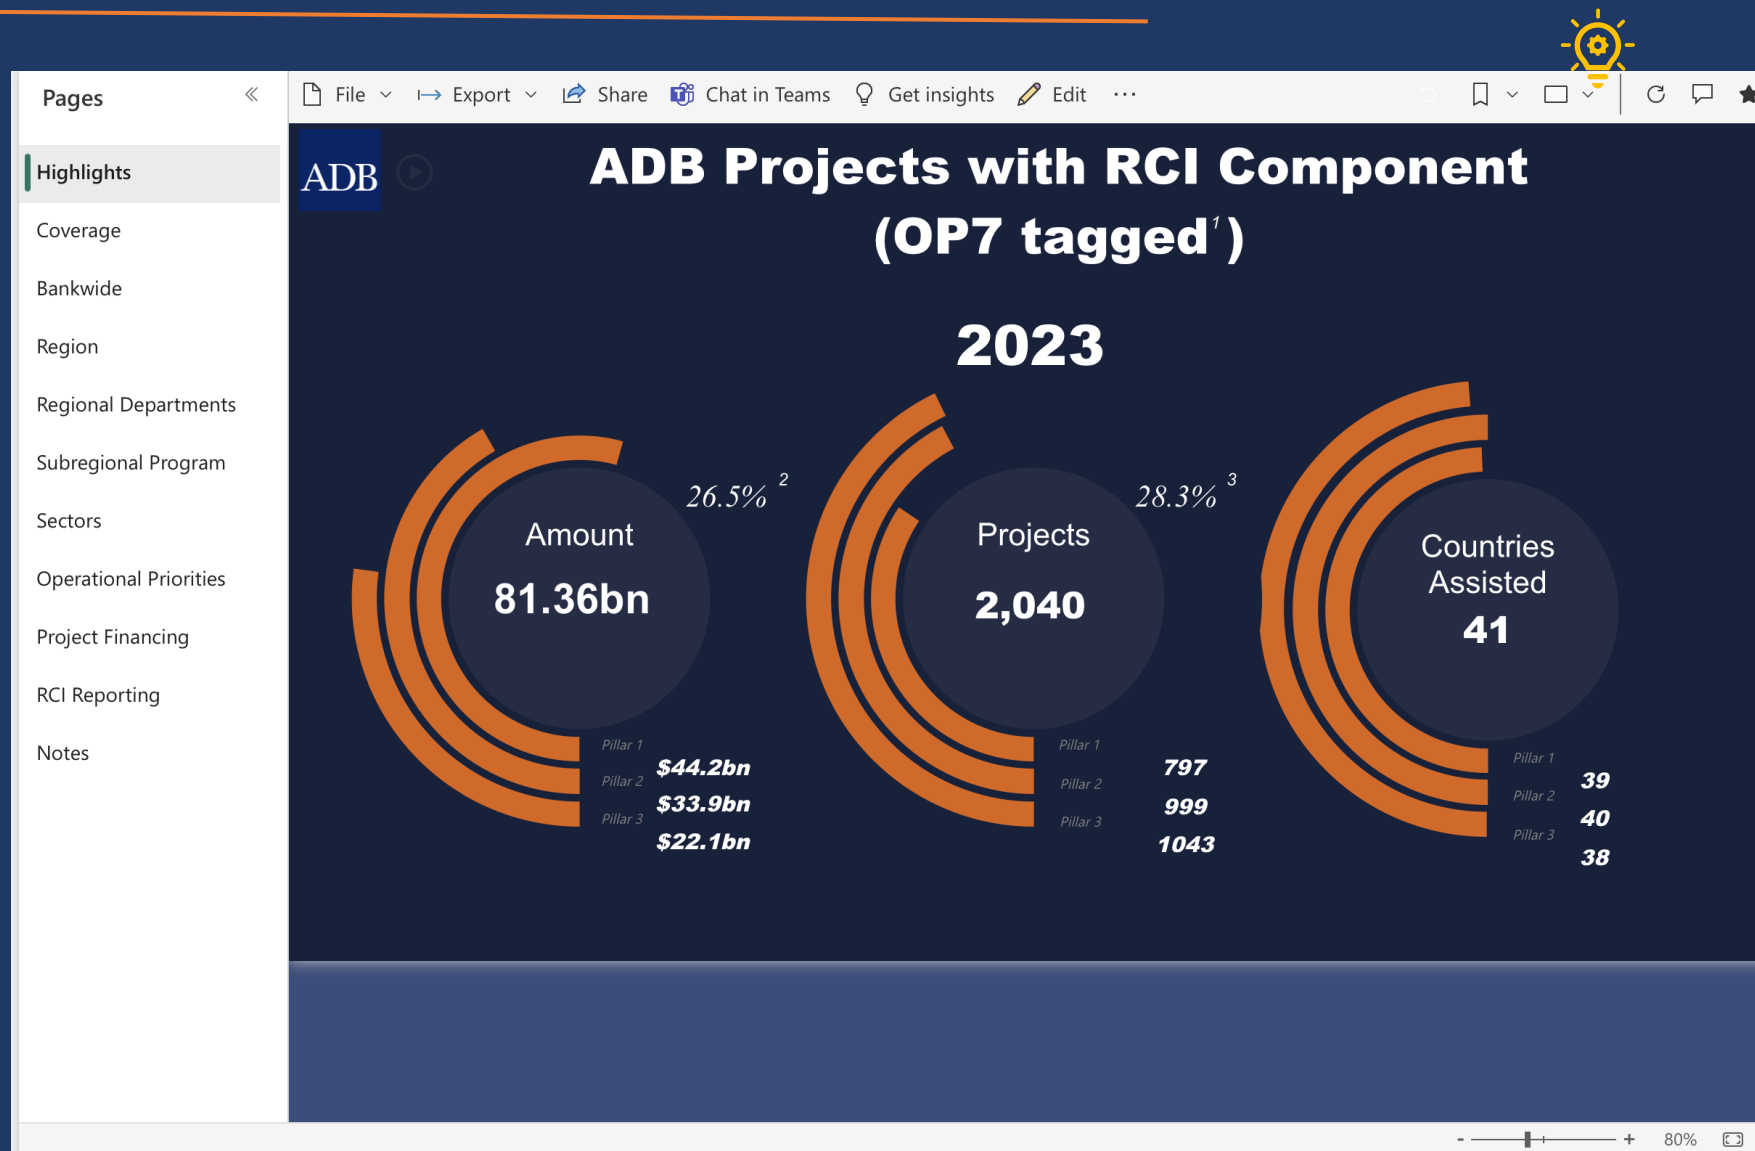 Pages
File
Export
Share
Chat in Teams
Get insights
Edit
Highlights
Coverage
Bankwide
Region
Regional Departments
Subregional Program
Sectors
Operational Priorities
Project Financing
RCI Reporting
Notes
ADB
ADB Projects with RCI Component
(OP7 tagged¹)
2023
26.5% 2
Amount
81.36bn
Pillar 1
$44.2bn
Pillar 2
$33.9bn
Pillar 3
$22.1bn
28.3% 3
Projects
2,040
Pillar 1
797
Pillar 2
999
Pillar 3
1043
Countries
Assisted
41
Pillar 1
39
Pillar 2
40
Pillar 3
38
- + 80%